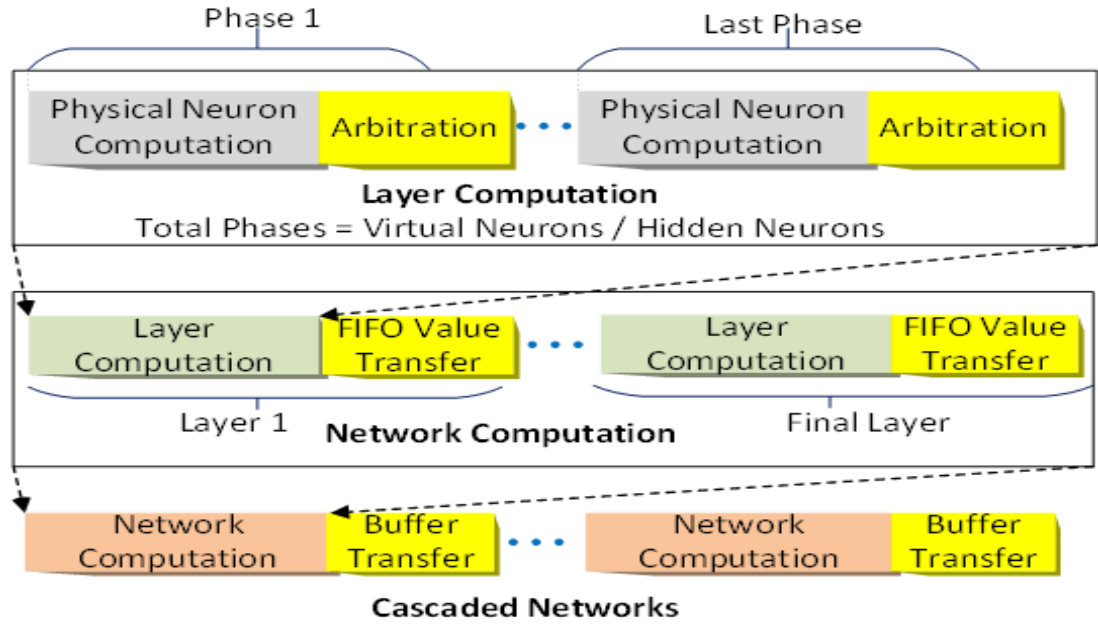 Phase 1
Last Phase
Physical Neuron Computation
Arbitration
Physical Neuron Computation
Arbitration
Layer Computation
Total Phases = Virtual Neurons / Hidden Neurons
Layer Computation
FIFO Value Transfer
Layer Computation
FIFO Value Transfer
Layer 1
Network Computation
Final Layer
Network Computation
Buffer Transfer
Network Computation
Buffer Transfer
Cascaded Networks